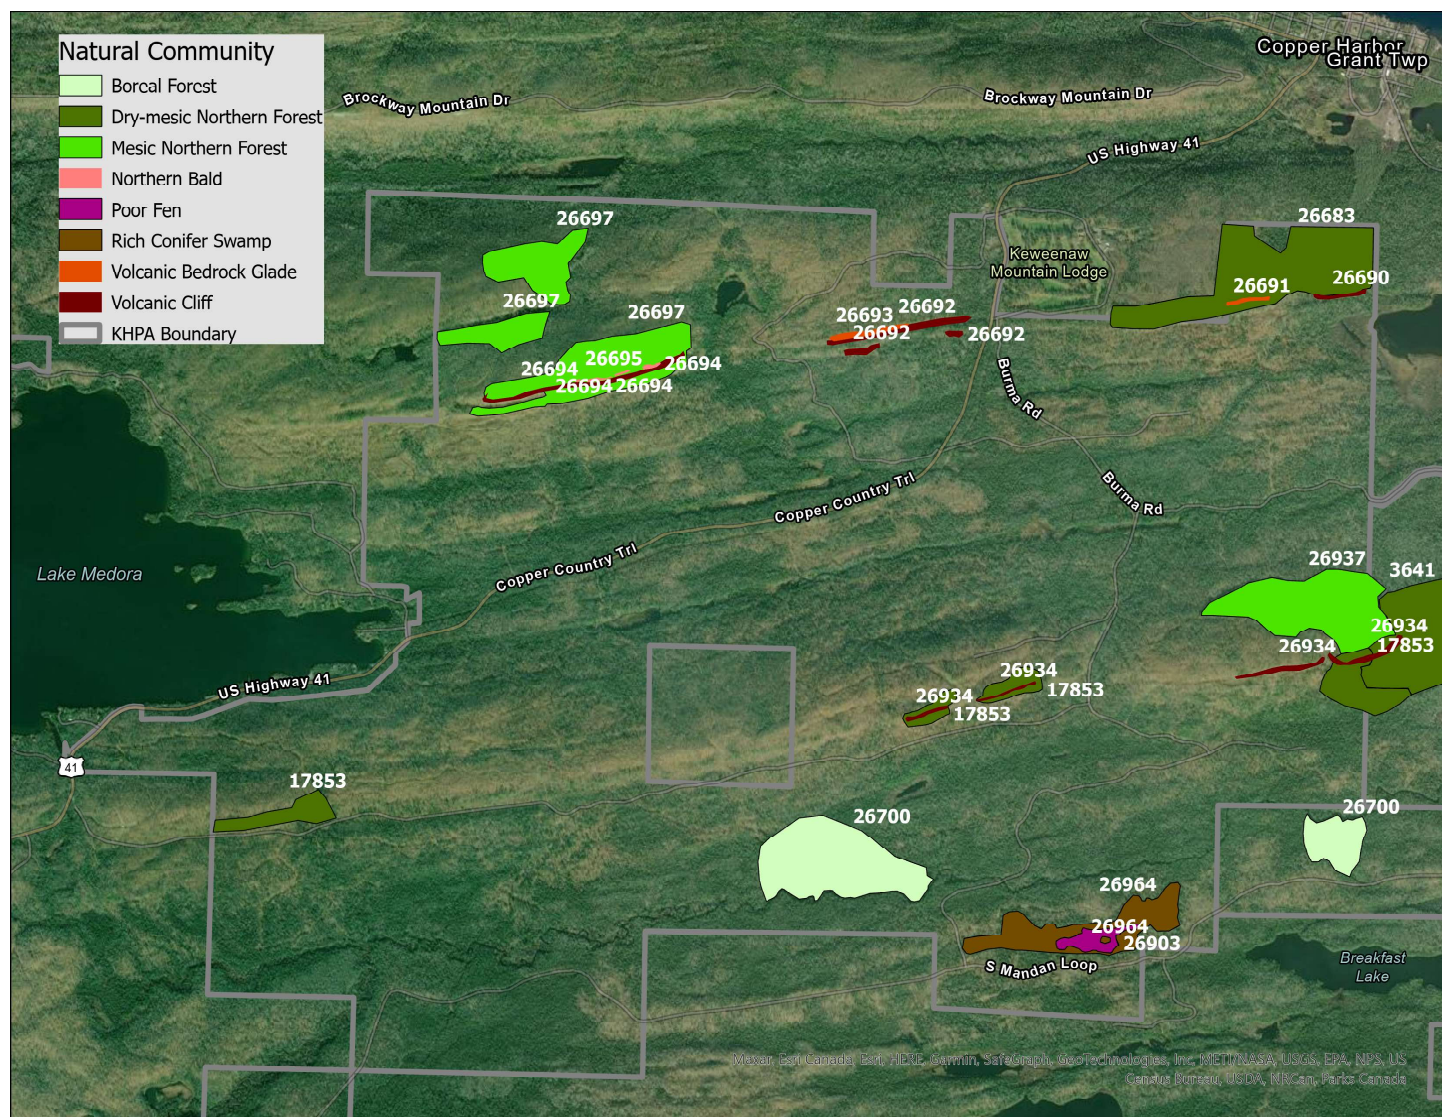 Natural Community
Boreal Forest
Dry-mesic Northern Forest
Mesic Northern Forest
Northern Bald
Poor Fen
Rich Conifer Swamp
Volcanic Bedrock Glade
Volcanic Cliff
KHPA Boundary
Copper Harbor
Grant Twp
Brockway Mountain Dr
Brockway Mountain Dr
US Highway 41
26697
26683
Keweenaw
Mountain Lodge
26691
26690
26697
26697
26693
26692
26692
26692
26694
26695
26694
26694
26694
Burma Rd
Copper Country Trl
Burma Rd
Copper Country Trl
Lake Medora
26937
3641
26934
26934
17853
US Highway 41
26934
17853
26934
17853
41
17853
26700
26700
26964
26964
26903
S Mandan Loop
Breakfast
Lake
Maxar, Esri Canada, Esri, HERE, Garmin, SafeGraph, GeoTechnologies, Inc, METI/NASA, USGS, EPA, NPS, US
Census Bureau, USDA, NRCan, Parks Canada